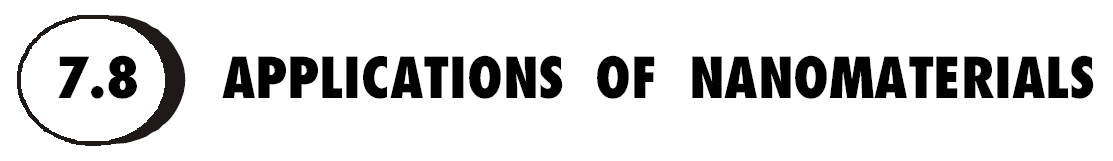 7.8 APPLICATIONS OF NANOMATERIALS